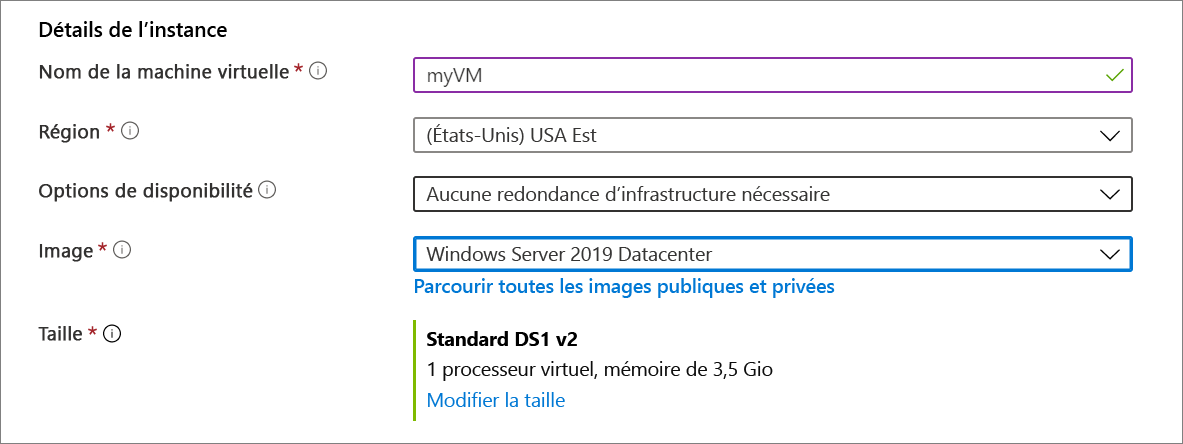 Détails de l’instance
Nom de la machine virtuelle * myVM
Région * (États-Unis) USA Est
Options de disponibilité Aucune redondance d’infrastructure nécessaire
Image * Windows Server 2019 Datacenter
Parcourir toutes les images publiques et privées
Taille * Standard DS1 v2
1 processeur virtuel, mémoire de 3,5 Gio
Modifier la taille